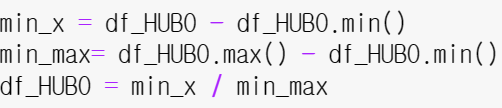 min_x = df_HUBO - df_HUBO.min()
min_max= df_HUBO.max() - df_HUBO.min()
df_HUBO = min_x / min_max